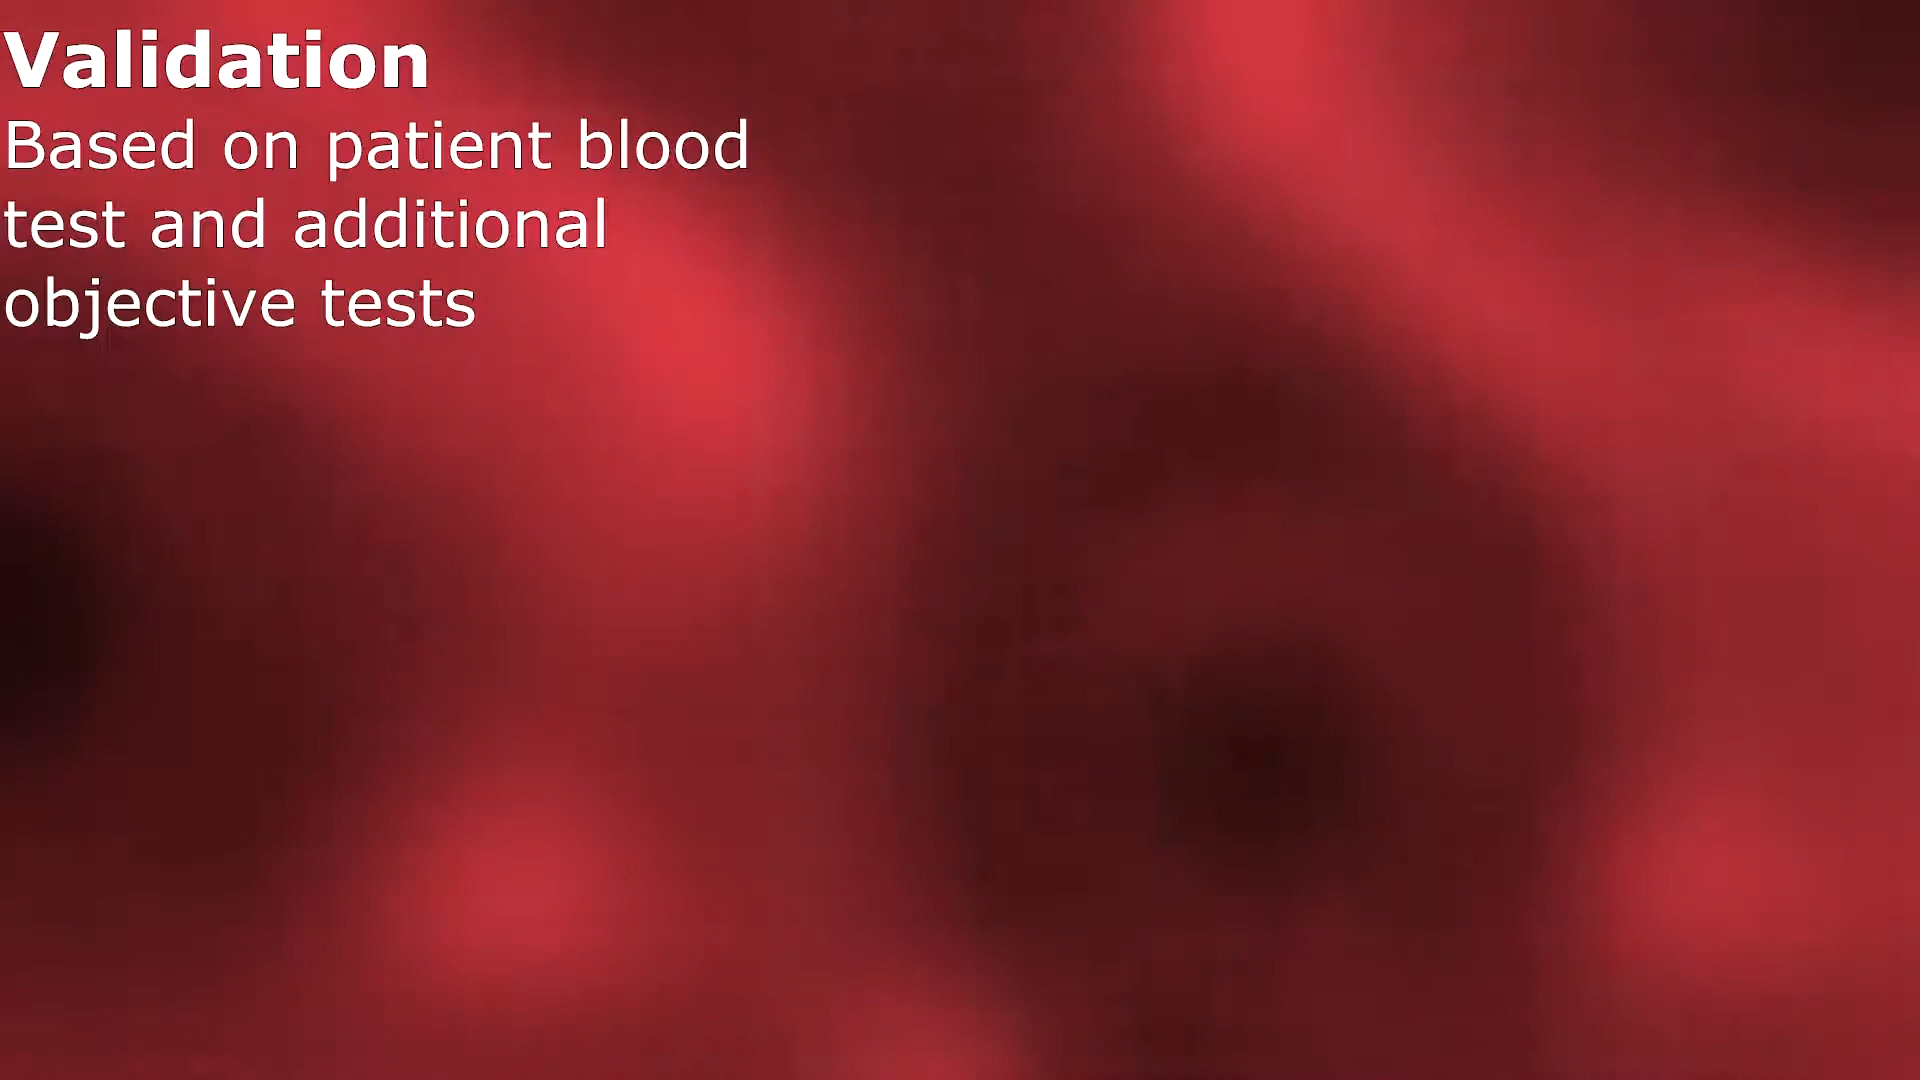 Validation
Based on patient blood
test and additional
objective tests